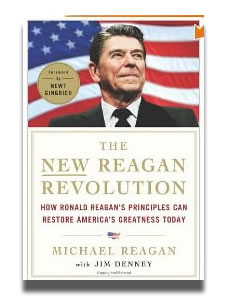 Foreword by
NEWT
GINGRICH
THE
NEW REAGAN
REVOLUTION
HOW RONALD REAGAN'S PRINCIPLES CAN
RESTORE AMERICA'S GREATNESS TODAY
MICHAEL REAGAN
with JIM DENNEY